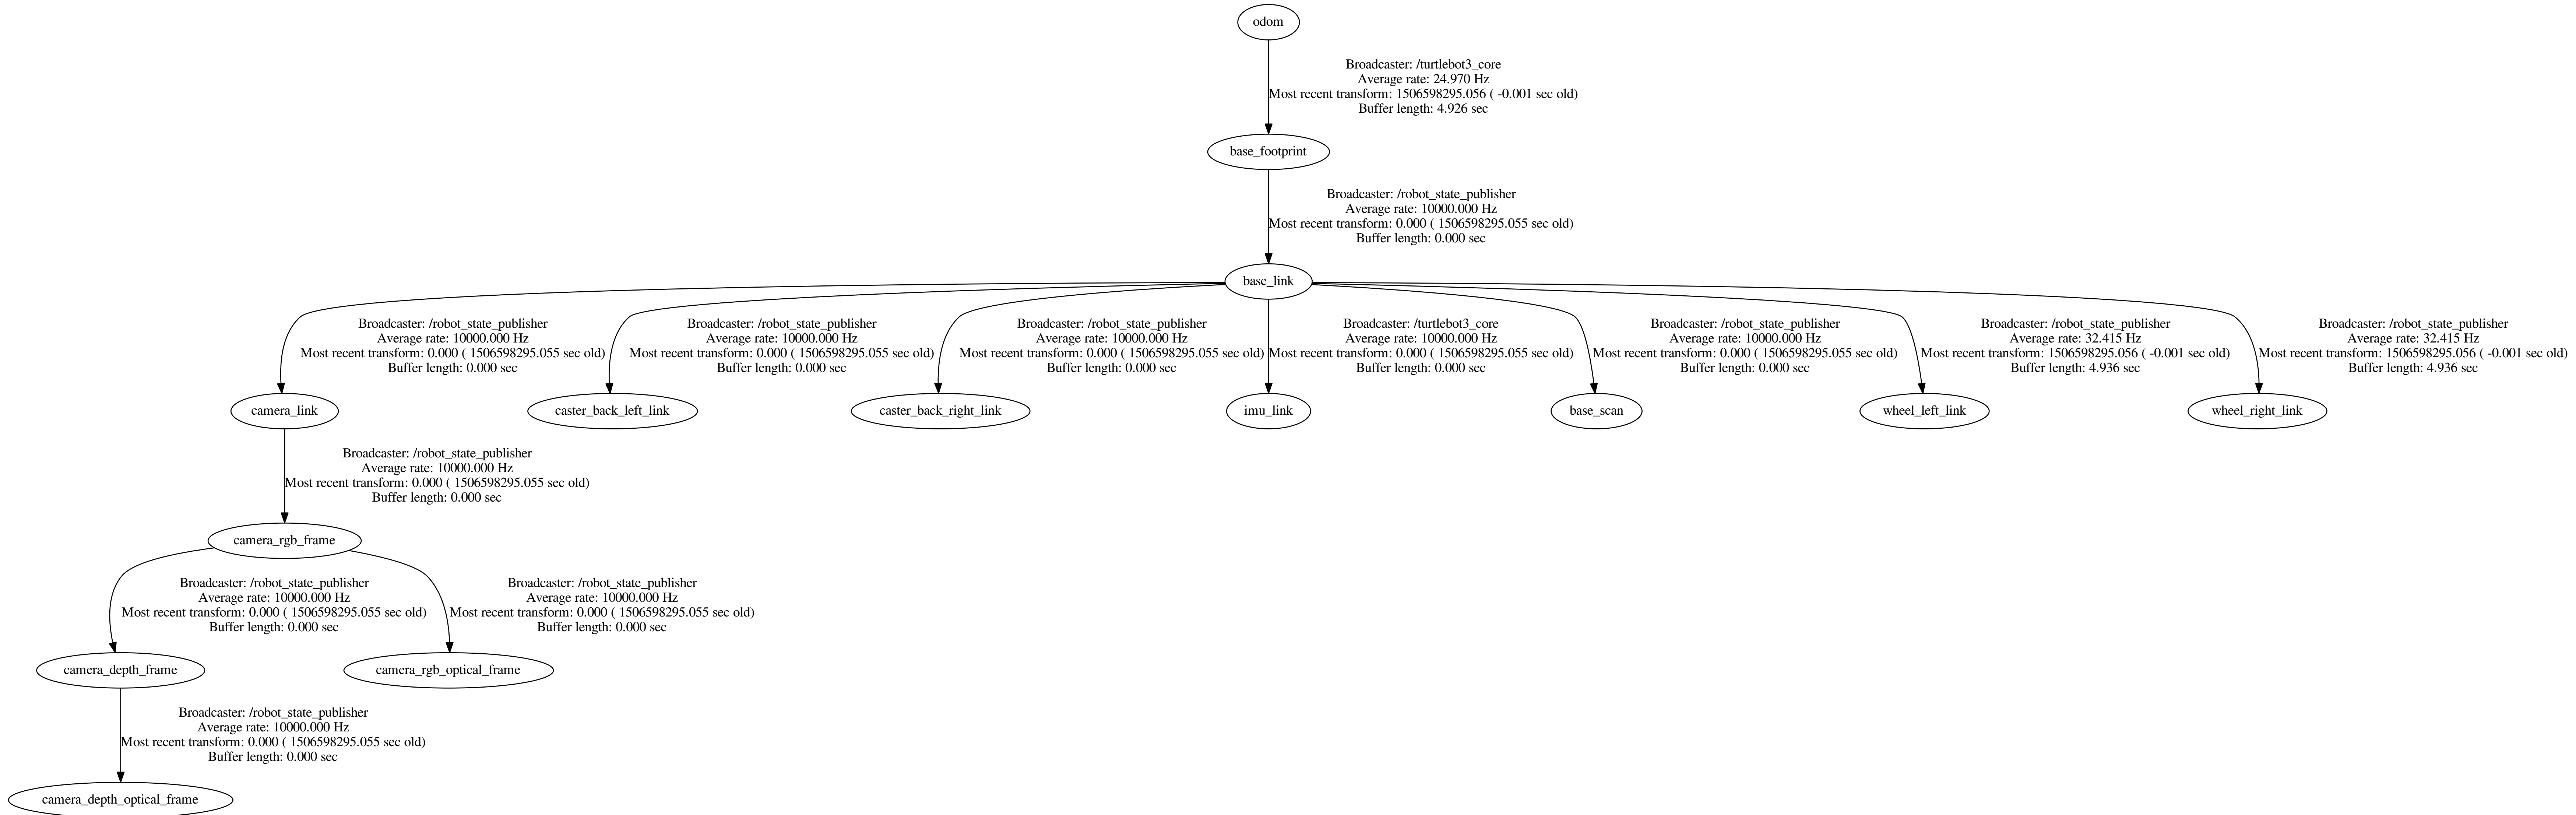 odom
Broadcaster: /turtlebot3_core
Average rate: 24.970 Hz
Most recent transform: 1506598295.056 ( -0.001 sec old)
Buffer length: 4.926 sec
base_footprint
Broadcaster: /robot_state_publisher
Average rate: 10000.000 Hz
Most recent transform: 0.000 ( 1506598295.055 sec old)
Buffer length: 0.000 sec
base_link
Broadcaster: /robot_state_publisher
Average rate: 10000.000 Hz
Most recent transform: 0.000 ( 1506598295.055 sec old)
Buffer length: 0.000 sec
Broadcaster: /robot_state_publisher
Average rate: 10000.000 Hz
Most recent transform: 0.000 ( 1506598295.055 sec old)
Buffer length: 0.000 sec
Broadcaster: /robot_state_publisher
Average rate: 10000.000 Hz
Most recent transform: 0.000 ( 1506598295.055 sec old)
Buffer length: 0.000 sec
Broadcaster: /turtlebot3_core
Average rate: 10000.000 Hz
Most recent transform: 0.000 ( 1506598295.055 sec old)
Buffer length: 0.000 sec
Broadcaster: /robot_state_publisher
Average rate: 10000.000 Hz
Most recent transform: 0.000 ( 1506598295.055 sec old)
Buffer length: 0.000 sec
Broadcaster: /robot_state_publisher
Average rate: 32.415 Hz
Most recent transform: 1506598295.056 ( -0.001 sec old)
Buffer length: 4.936 sec
Broadcaster: /robot_state_publisher
Average rate: 32.415 Hz
Most recent transform: 1506598295.056 ( -0.001 sec old)
Buffer length: 4.936 sec
camera_link
caster_back_left_link
caster_back_right_link
imu_link
base_scan
wheel_left_link
wheel_right_link
Broadcaster: /robot_state_publisher
Average rate: 10000.000 Hz
Most recent transform: 0.000 ( 1506598295.055 sec old)
Buffer length: 0.000 sec
camera_rgb_frame
Broadcaster: /robot_state_publisher
Average rate: 10000.000 Hz
Most recent transform: 0.000 ( 1506598295.055 sec old)
Buffer length: 0.000 sec
Broadcaster: /robot_state_publisher
Average rate: 10000.000 Hz
Most recent transform: 0.000 ( 1506598295.055 sec old)
Buffer length: 0.000 sec
camera_depth_frame
camera_rgb_optical_frame
Broadcaster: /robot_state_publisher
Average rate: 10000.000 Hz
Most recent transform: 0.000 ( 1506598295.055 sec old)
Buffer length: 0.000 sec
camera_depth_optical_frame